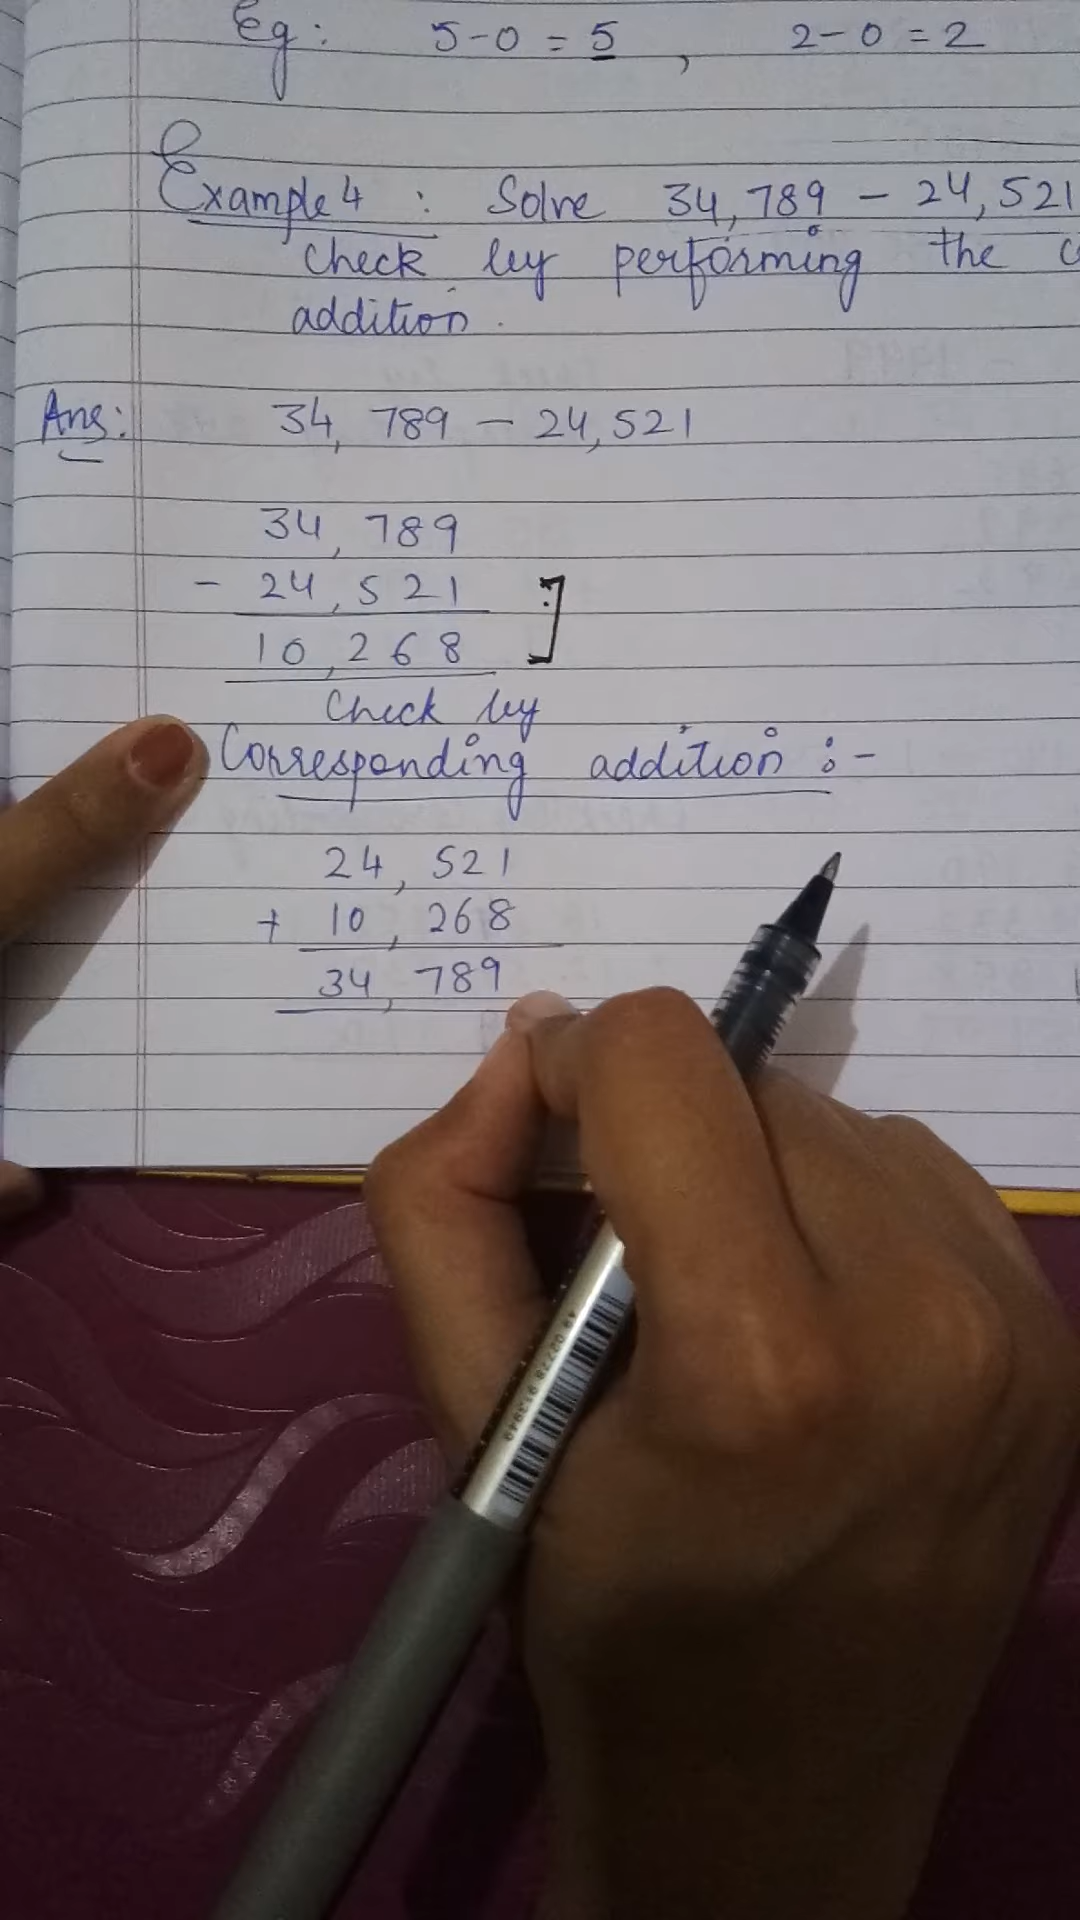 Eg: 5-0 = 5 , 2-0 = 2
Example 4 : Solve 34,789 - 24,521
check by performing the
addition.
Ans: 34, 789 - 24,521
34, 789
- 24, 521
10,268
Check by
Corresponding addition :-
24, 521
+ 10, 268
34, 789